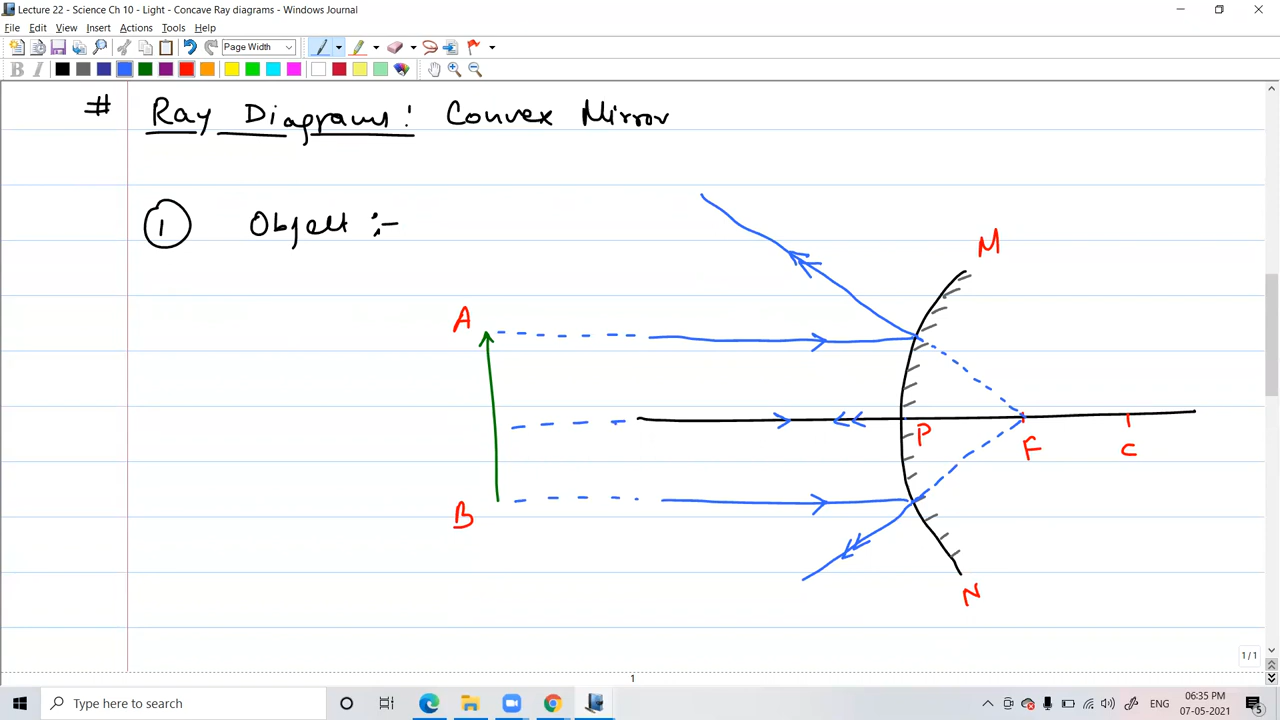 Lecture 22 - Science Ch 10 - Light - Concave Ray diagrams - Windows Journal
File Edit View Insert Actions Tools Help
Page Width
B I
# Ray Diagrams: Convex Mirror
1 Object :-
M
A
P
F
C
B
N
1/1
1
Type here to search
ENG
06:35 PM
07-05-2021
5